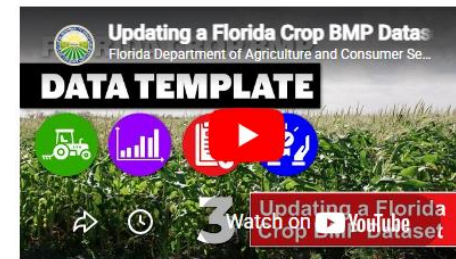 Updating a Florida Crop BMP Datas
Florida Department of Agriculture and Consumer Se...
DATA TEMPLATE
3
Updating a Florida
Crop BMP Dataset
Watch on YouTube